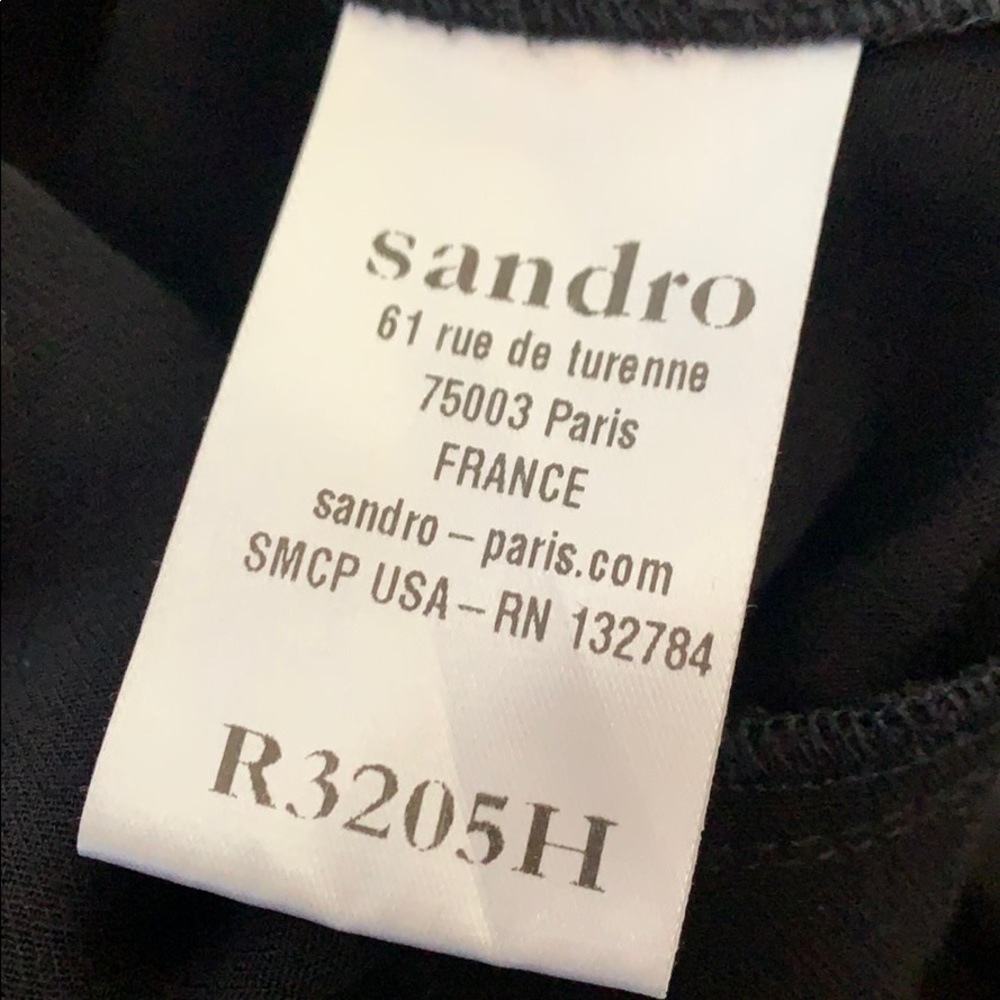 sandro
61 rue de turenne
75003 Paris
FRANCE
sandro – paris.com
SMCP USA – RN 132784
R3205H